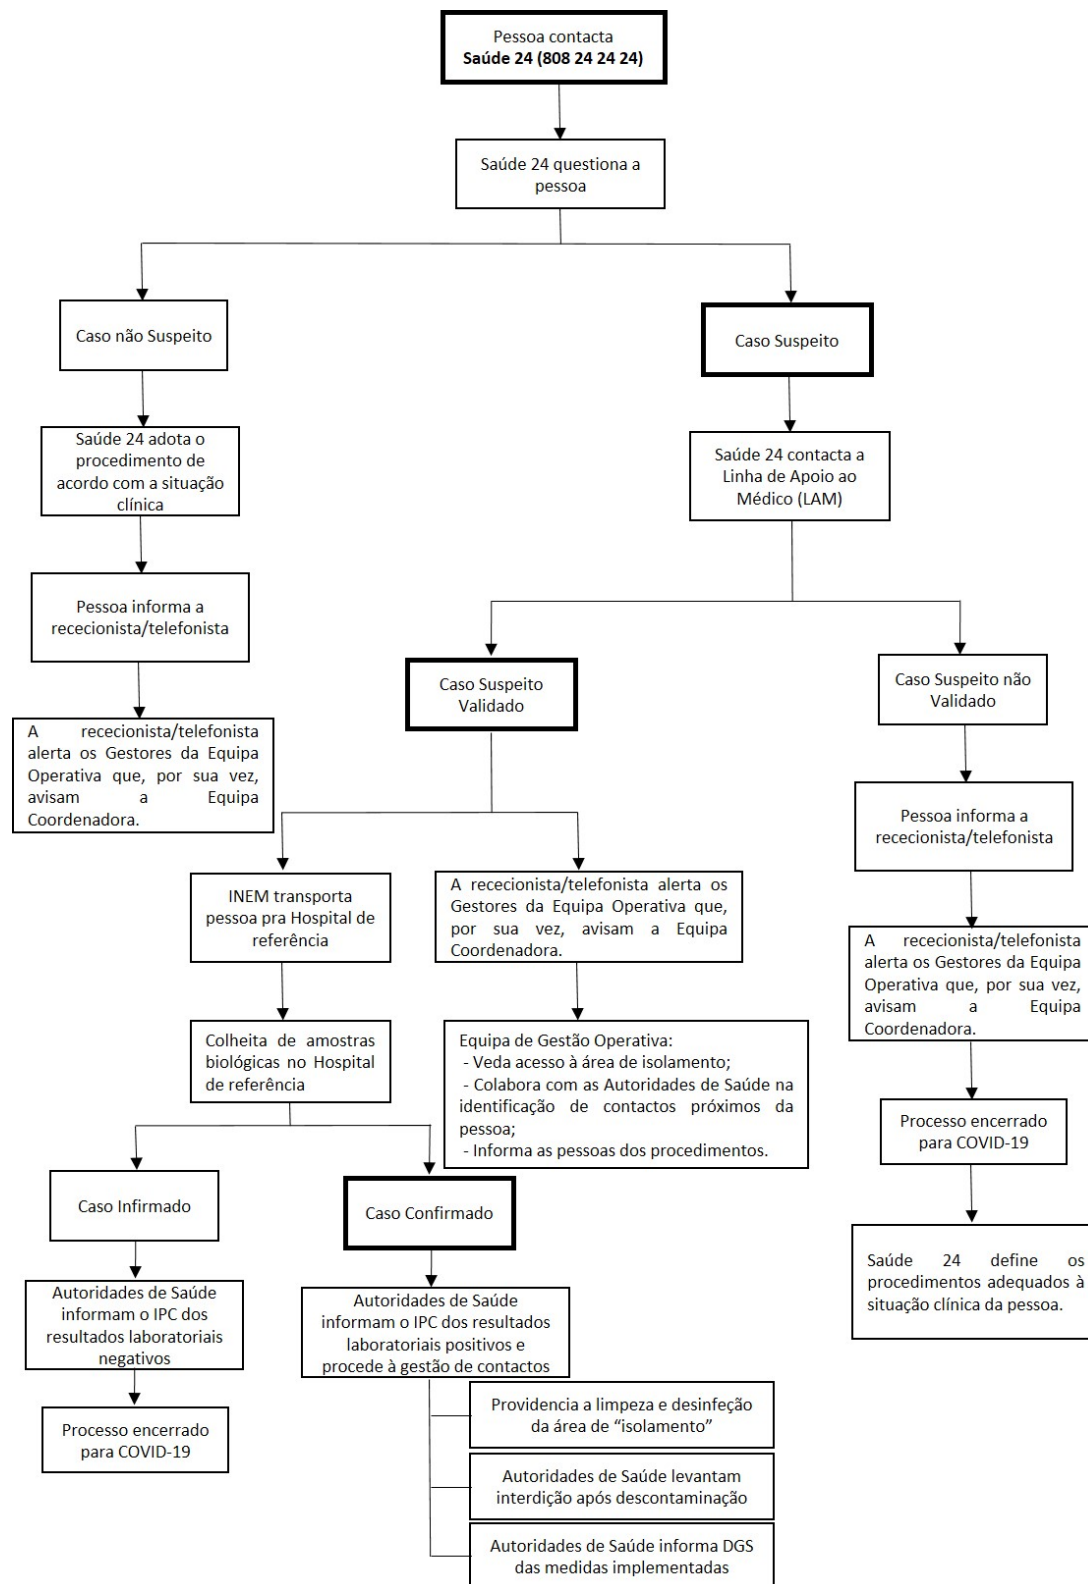 Pessoa contacta
Saúde 24 (808 24 24 24)
Saúde 24 questiona a
pessoa
Caso não Suspeito
Caso Suspeito
Saúde 24 adota o
procedimento de
acordo com a situação
clínica
Saúde 24 contacta a
Linha de Apoio ao
Médico (LAM)
Pessoa informa a
rececionista/telefonista
Caso Suspeito
Validado
Caso Suspeito não
Validado
A rececionista/telefonista
alerta os Gestores da Equipa
Operativa que, por sua vez,
avisam a Equipa
Coordenadora.
Pessoa informa a
rececionista/telefonista
INEM transporta
pessoa pra Hospital de
referência
A rececionista/telefonista alerta os
Gestores da Equipa Operativa que,
por sua vez, avisam a Equipa
Coordenadora.
A rececionista/telefonista
alerta os Gestores da Equipa
Operativa que, por sua vez,
avisam a Equipa
Coordenadora.
Colheita de amostras
biológicas no Hospital
de referência
Equipa de Gestão Operativa:
- Veda acesso à área de isolamento;
- Colabora com as Autoridades de Saúde na
identificação de contactos próximos da
pessoa;
- Informa as pessoas dos procedimentos.
Processo encerrado
para COVID-19
Caso Infirmado
Caso Confirmado
Saúde 24 define os
procedimentos adequados à
situação clínica da pessoa.
Autoridades de Saúde
informam o IPC dos
resultados laboratoriais
negativos
Autoridades de Saúde
informam o IPC dos resultados
laboratoriais positivos e
procede à gestão de contactos
Processo encerrado
para COVID-19
Providencia a limpeza e desinfeção
da área de “isolamento”
Autoridades de Saúde levantam
interdição após descontaminação
Autoridades de Saúde informa DGS
das medidas implementadas